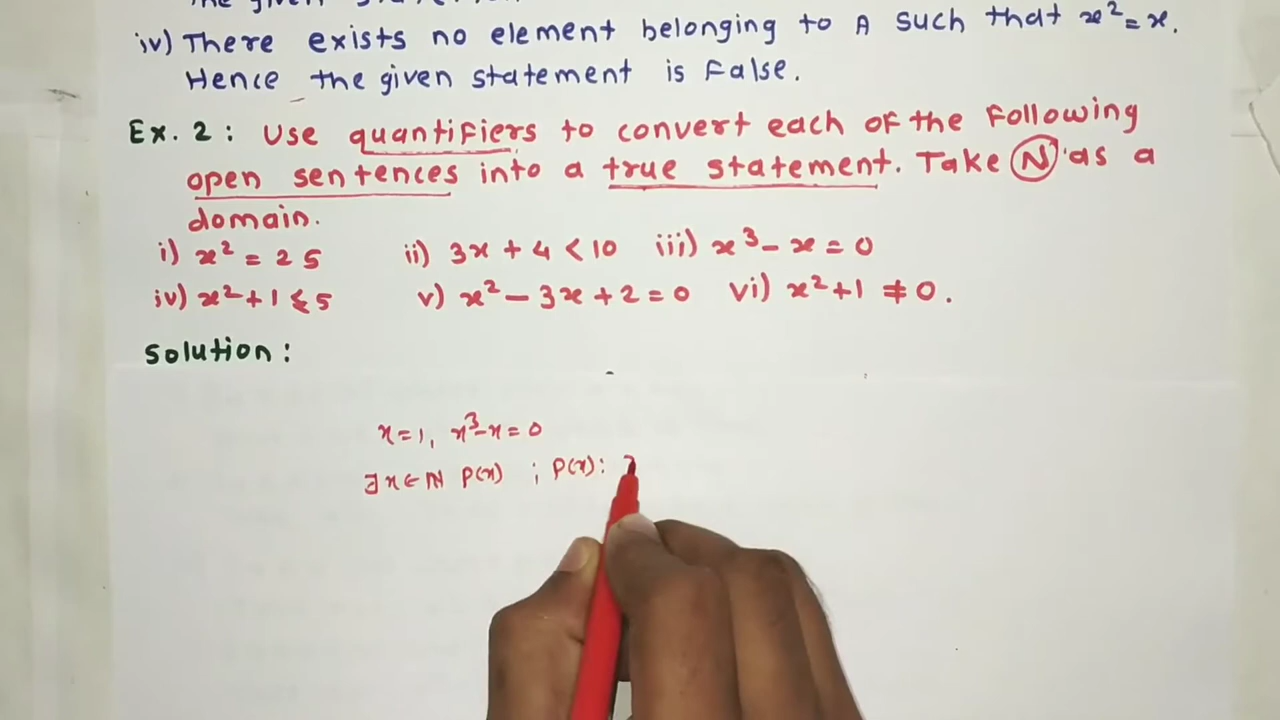 the given statement
iv) There exists no element belonging to A such that x² = x.
Hence the given statement is False.
Ex. 2 : Use quantifiers to convert each of the Following
open sentences into a true statement. Take N as a
domain.
i) x² = 25 ii) 3x + 4 < 10 iii) x³ - x = 0
iv) x² + 1 ≤ 5 v) x² - 3x + 2 = 0 vi) x² + 1 ≠ 0.
Solution :
x = 1, x³-x = 0
∃ x ∈ N P(x) ; P(x):